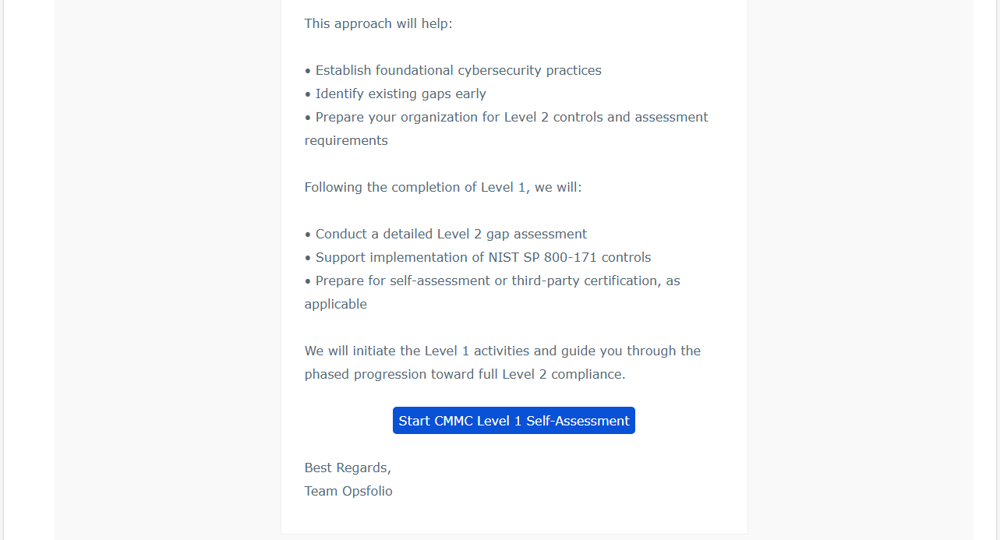 This approach will help:
• Establish foundational cybersecurity practices
• Identify existing gaps early
• Prepare your organization for Level 2 controls and assessment
requirements
Following the completion of Level 1, we will:
• Conduct a detailed Level 2 gap assessment
• Support implementation of NIST SP 800-171 controls
• Prepare for self-assessment or third-party certification, as
applicable
We will initiate the Level 1 activities and guide you through the
phased progression toward full Level 2 compliance.
Start CMMC Level 1 Self-Assessment
Best Regards,
Team Opsfolio